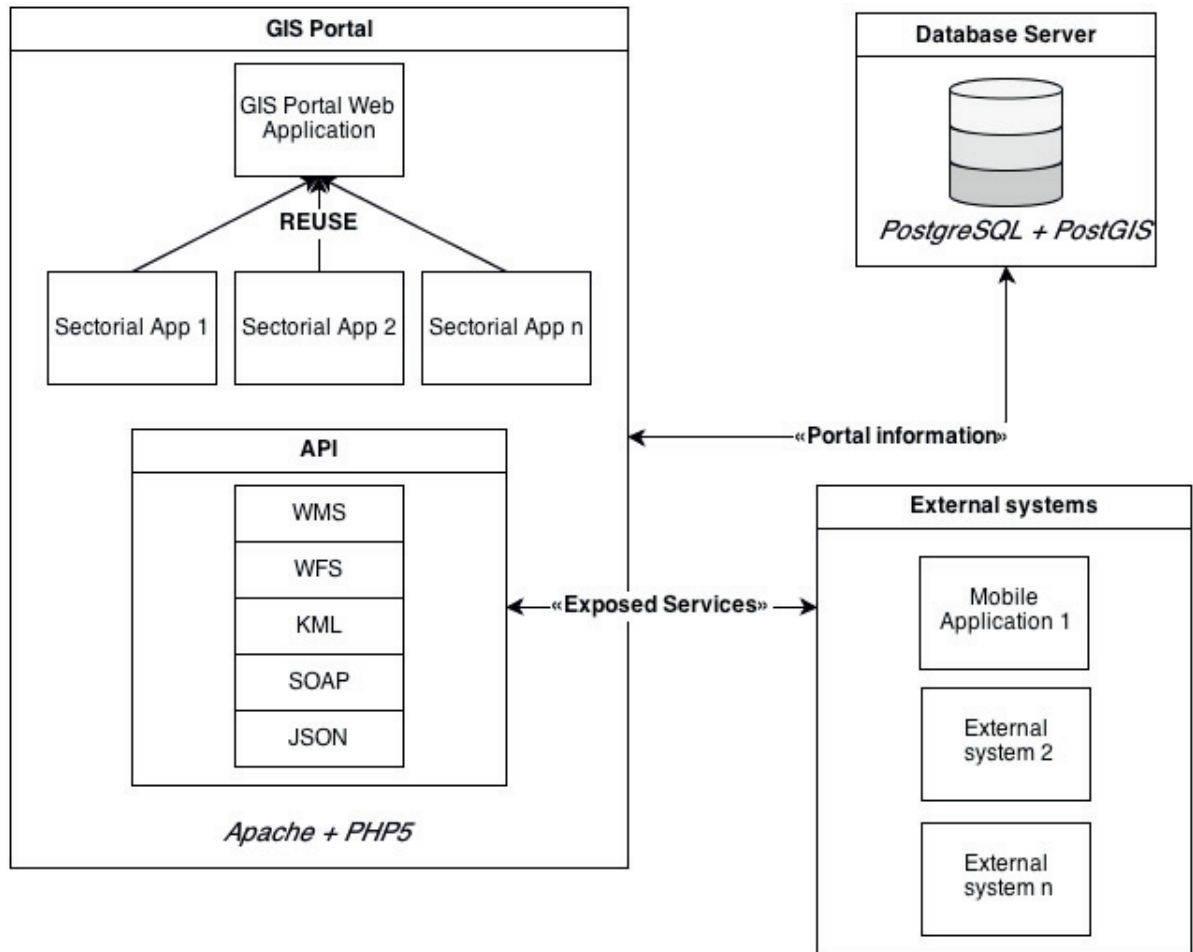 GIS Portal
GIS Portal Web
Application
REUSE
Sectorial App 1
Sectorial App 2
Sectorial App n
API
WMS
WFS
KML
SOAP
JSON
Apache + PHP5
Database Server
PostgreSQL + PostGIS
«Portal information»
«Exposed Services»
External systems
Mobile
Application 1
External
system 2
External
system n